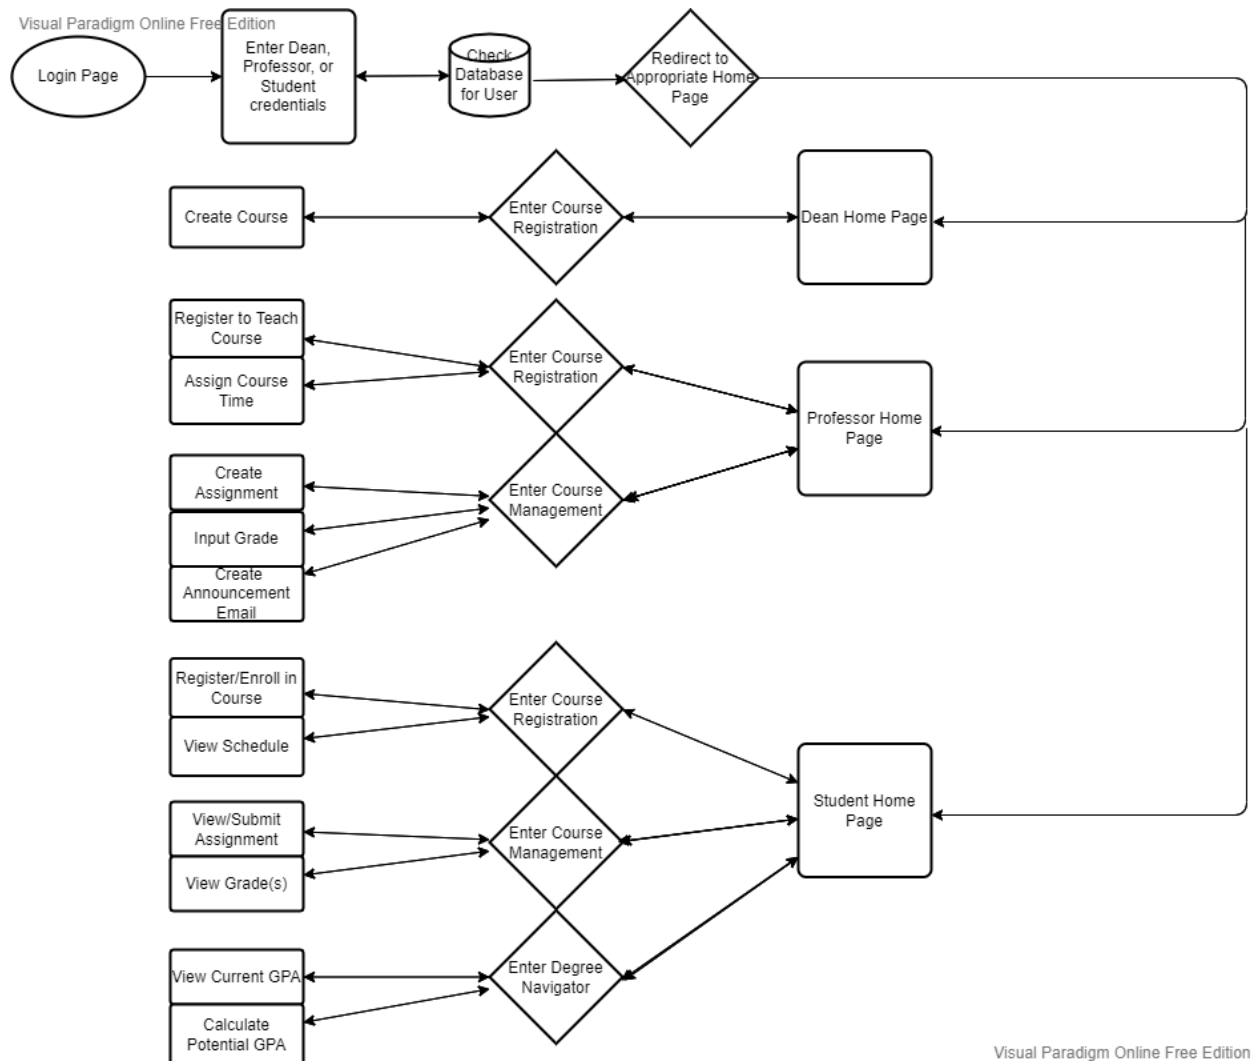 Visual Paradigm Online Free Edition
Login Page
Enter Dean,
Professor, or
Student
credentials
Check
Database
for User
Redirect to
Appropriate Home
Page
Create Course
Enter Course
Registration
Dean Home Page
Register to Teach
Course
Assign Course
Time
Enter Course
Registration
Professor Home
Page
Create
Assignment
Input Grade
Create
Announcement
Email
Enter Course
Management
Register/Enroll in
Course
View Schedule
Enter Course
Registration
Student Home
Page
View/Submit
Assignment
View Grade(s)
Enter Course
Management
View Current GPA
Calculate
Potential GPA
Enter Degree
Navigator
Visual Paradigm Online Free Edition